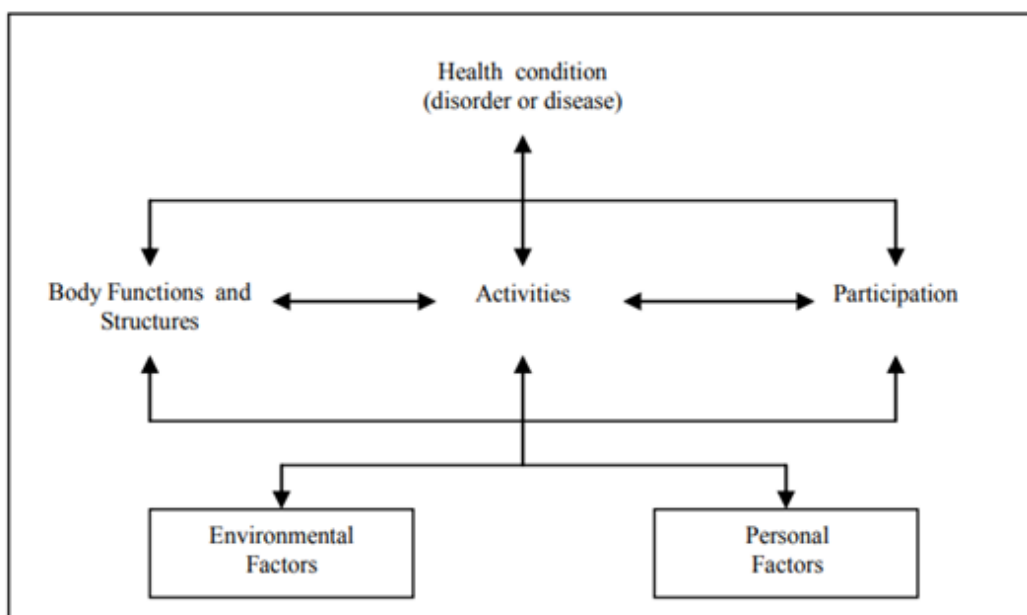 Health condition
(disorder or disease)
Body Functions and
Structures
Activities
Participation
Environmental
Factors
Personal
Factors